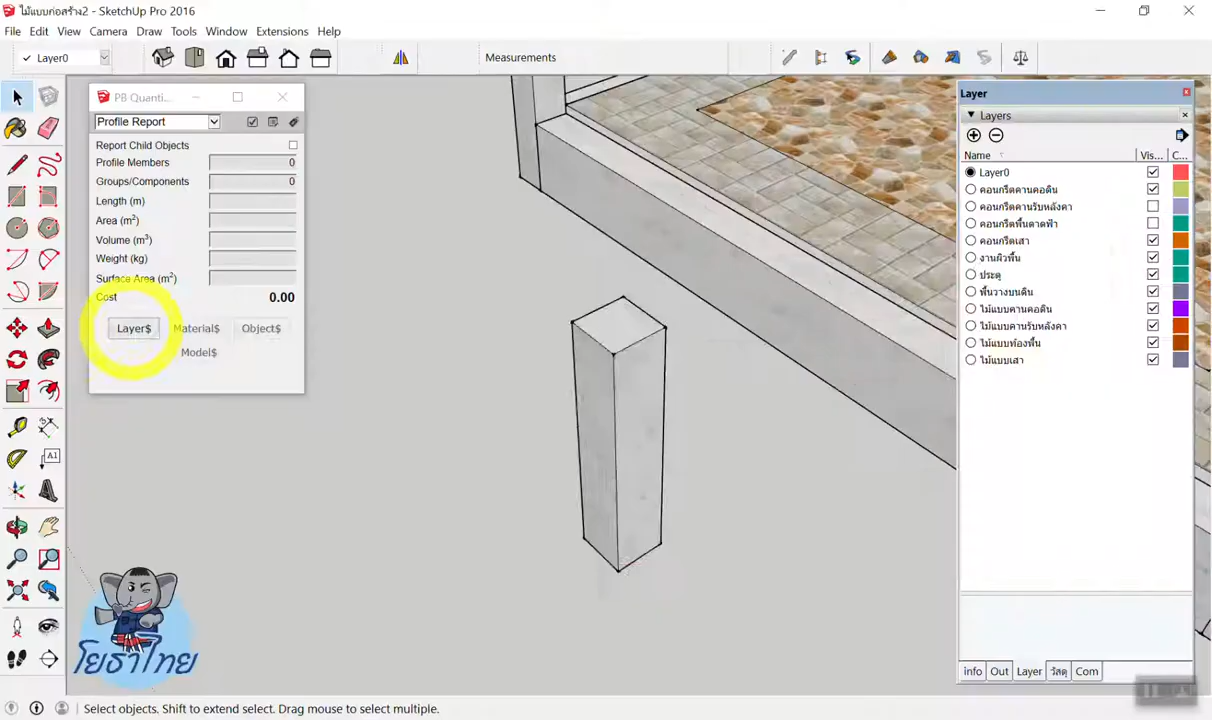 ไม้แบบก่อสร้าง2 - SketchUp Pro 2016
File Edit View Camera Draw Tools Window Extensions Help
Layer0
Measurements
PB Quanti...
Profile Report
Report Child Objects
Profile Members 0
Groups/Components 0
Length (m)
Area (m²)
Volume (m³)
Weight (kg)
Surface Area (m²)
Cost 0.00
Layer$ Material$ Object$
Model$
Layer
Layers
Name Vis... C...
Layer0
คอนกรีตคานคอดิน
คอนกรีตคานรับหลังคา
คอนกรีตพื้นดาดฟ้า
คอนกรีตเสา
งานผิวพื้น
ประตู
พื้นวางบนดิน
ไม้แบบคานคอดิน
ไม้แบบคานรับหลังคา
ไม้แบบท้องพื้น
ไม้แบบเสา
info Out Layer วัสดุ Com
A1
โยธาไทย
Select objects. Shift to extend select. Drag mouse to select multiple.